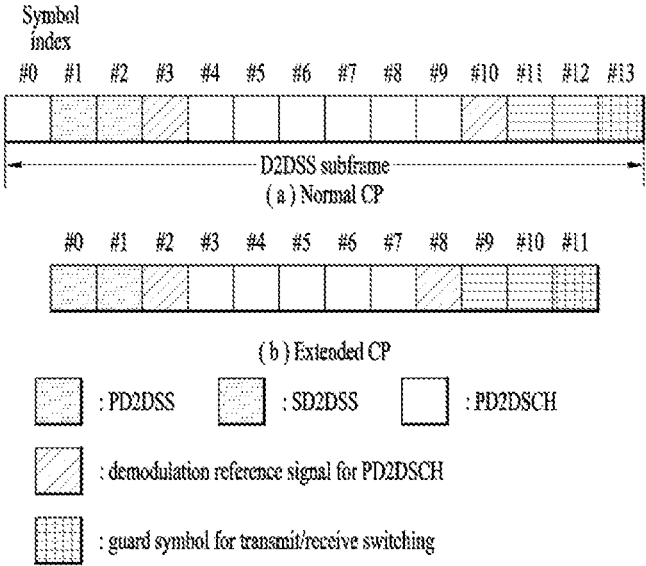 Symbol
index
#0 #1 #2 #3 #4 #5 #6 #7 #8 #9 #10 #11 #12 #13
D2DSS subframe
( a ) Normal CP
#0 #1 #2 #3 #4 #5 #6 #7 #8 #9 #10 #11
( b ) Extended CP
: PD2DSS : SD2DSS : PD2DSCH
: demodulation reference signal for PD2DSCH
: guard symbol for transmit/receive switching